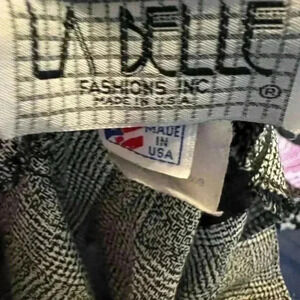 LA BELLE
FASHIONS INC.
MADE IN U.S.A.
®
MADE
IN
USA